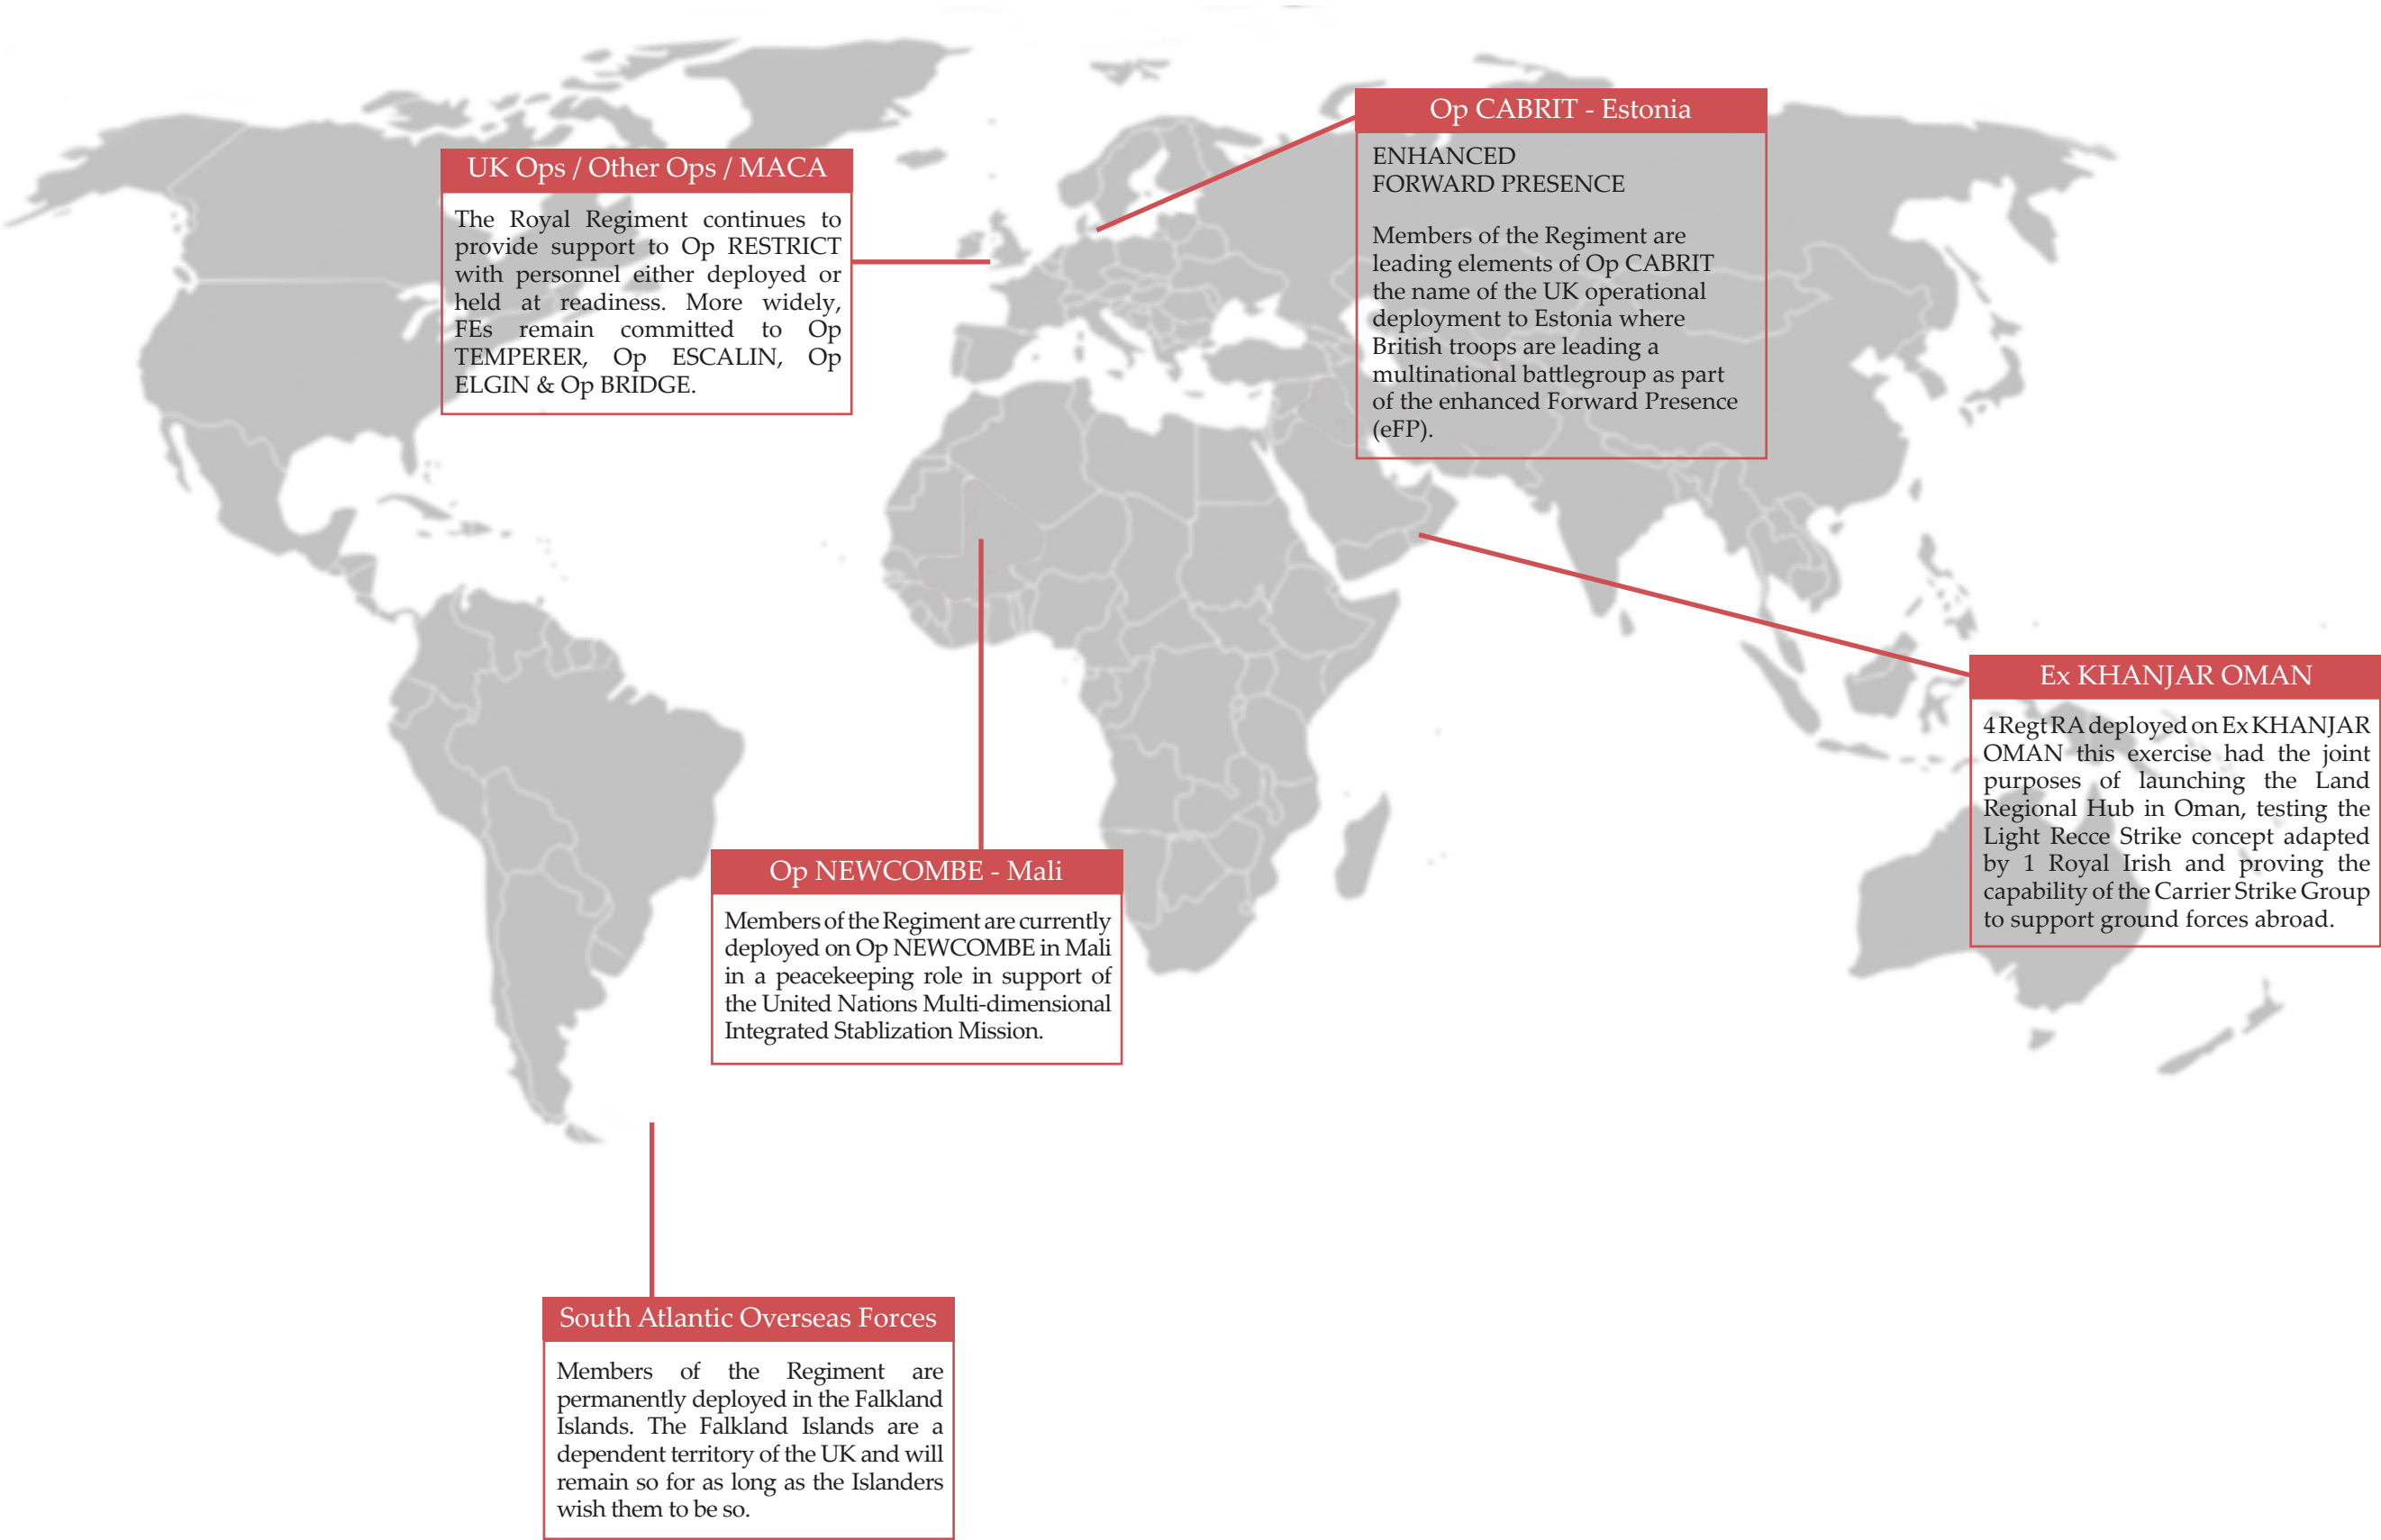 UK Ops / Other Ops / MACA
The Royal Regiment continues to
provide support to Op RESTRICT
with personnel either deployed or
held at readiness. More widely,
FEs remain committed to Op
TEMPERER, Op ESCALIN, Op
ELGIN & Op BRIDGE.
Op CABRIT - Estonia
ENHANCED
FORWARD PRESENCE
Members of the Regiment are
leading elements of Op CABRIT
the name of the UK operational
deployment to Estonia where
British troops are leading a
multinational battlegroup as part
of the enhanced Forward Presence
(eFP).
Ex KHANJAR OMAN
4 Regt RA deployed on Ex KHANJAR
OMAN this exercise had the joint
purposes of launching the Land
Regional Hub in Oman, testing the
Light Recce Strike concept adapted
by 1 Royal Irish and proving the
capability of the Carrier Strike Group
to support ground forces abroad.
Op NEWCOMBE - Mali
Members of the Regiment are currently
deployed on Op NEWCOMBE in Mali
in a peacekeeping role in support of
the United Nations Multi-dimensional
Integrated Stablization Mission.
South Atlantic Overseas Forces
Members of the Regiment are
permanently deployed in the Falkland
Islands. The Falkland Islands are a
dependent territory of the UK and will
remain so for as long as the Islanders
wish them to be so.